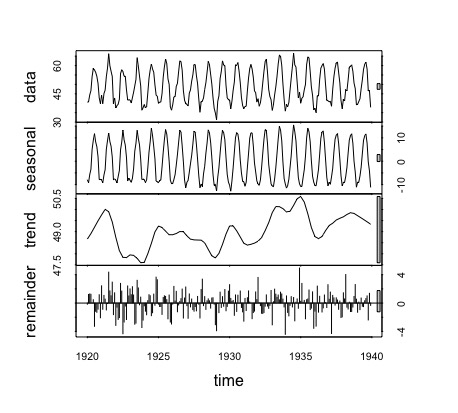 data
30 45 60
seasonal
-10 0 10
trend
47.5 49.0 50.5
remainder
-4 0 4
1920 1925 1930 1935 1940
time